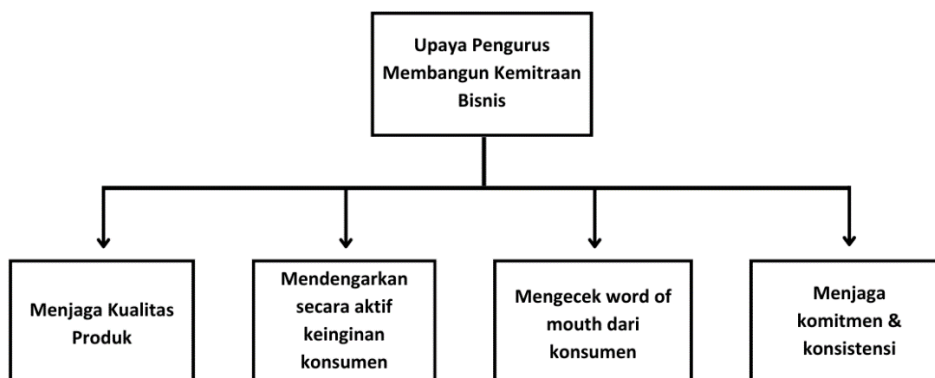 Upaya Pengurus
Membangun Kemitraan
Bisnis
Menjaga Kualitas
Produk
Mendengarkan
secara aktif
keinginan
konsumen
Mengecek word of
mouth dari
konsumen
Menjaga
komitmen &
konsistensi